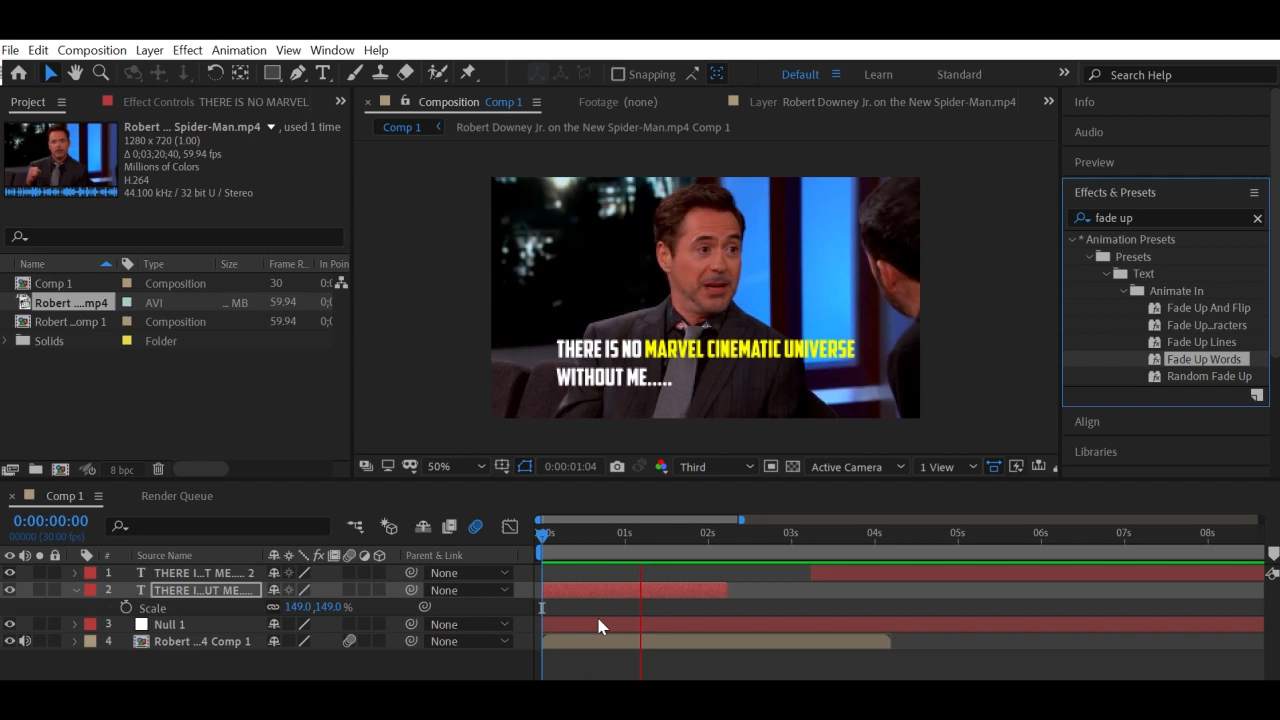 File Edit Composition Layer Effect Animation View Window Help
T Snapping Default Learn Standard Search Help
Project Effect Controls THERE IS NO MARVEL
Robert ... Spider-Man.mp4 , used 1 time
1280 x 720 (1.00)
Δ 0;03;20;40, 59.94 fps
Millions of Colors
H.264
44.100 kHz / 32 bit U / Stereo
Name Type Size Frame R... In Poin
Comp 1 Composition 30 0;(
Robert ....mp4 AVI ... MB 59.94 0;(
Robert ...omp 1 Composition 59.94 0;(
Solids Folder
8 bpc
Composition Comp 1 Footage (none) Layer Robert Downey Jr. on the New Spider-Man.mp4
Comp 1 Robert Downey Jr. on the New Spider-Man.mp4 Comp 1
THERE IS NO MARVEL CINEMATIC UNIVERSE
WITHOUT ME.....
50% 0:00:01:04 Third Active Camera 1 View
Info
Audio
Preview
Effects & Presets
fade up
* Animation Presets
Presets
Text
Animate In
Fade Up And Flip
Fade Up...racters
Fade Up Lines
Fade Up Words
Random Fade Up
Align
Libraries
Comp 1 Render Queue
0:00:00:00
00000 (30.00 fps)
# Source Name fx Parent & Link
1 T THERE I...T ME..... 2 None
2 T THERE I...UT ME..... None
Scale 149.0,149.0 %
3 Null 1 None
4 Robert ...4 Comp 1 None
00s 01s 02s 03s 04s 05s 06s 07s 08s